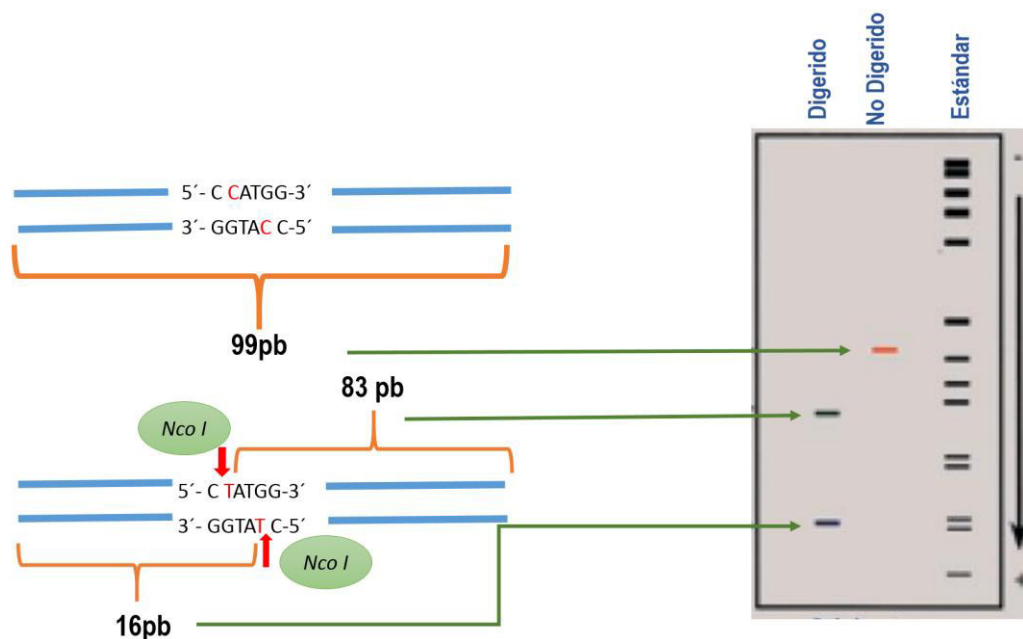 Digerido
No Digerido
Estándar
5´- C CATGG-3´
3´- GGTAC C-5´
99pb
83 pb
Nco I
5´- C TATGG-3´
3´- GGTAT C-5´
Nco I
16pb